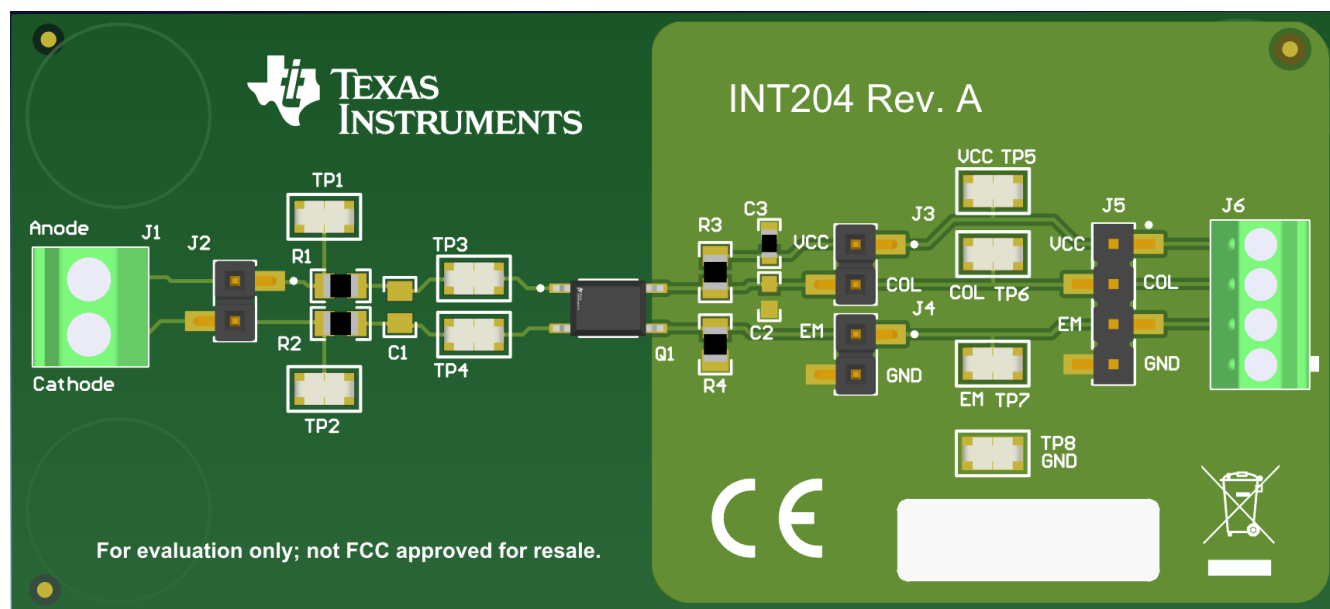 TEXAS
INSTRUMENTS
INT204 Rev. A
VCC TP5
TP1
Anode
J1
J2
R1
TP3
R3
C3
VCC
J3
J5
J6
VCC
COL
COL TP6
COL
R2
C1
TP4
Q1
R4
C2
EM
J4
EM
GND
GND
Cathode
TP2
EM TP7
TP8
GND
CE
For evaluation only; not FCC approved for resale.